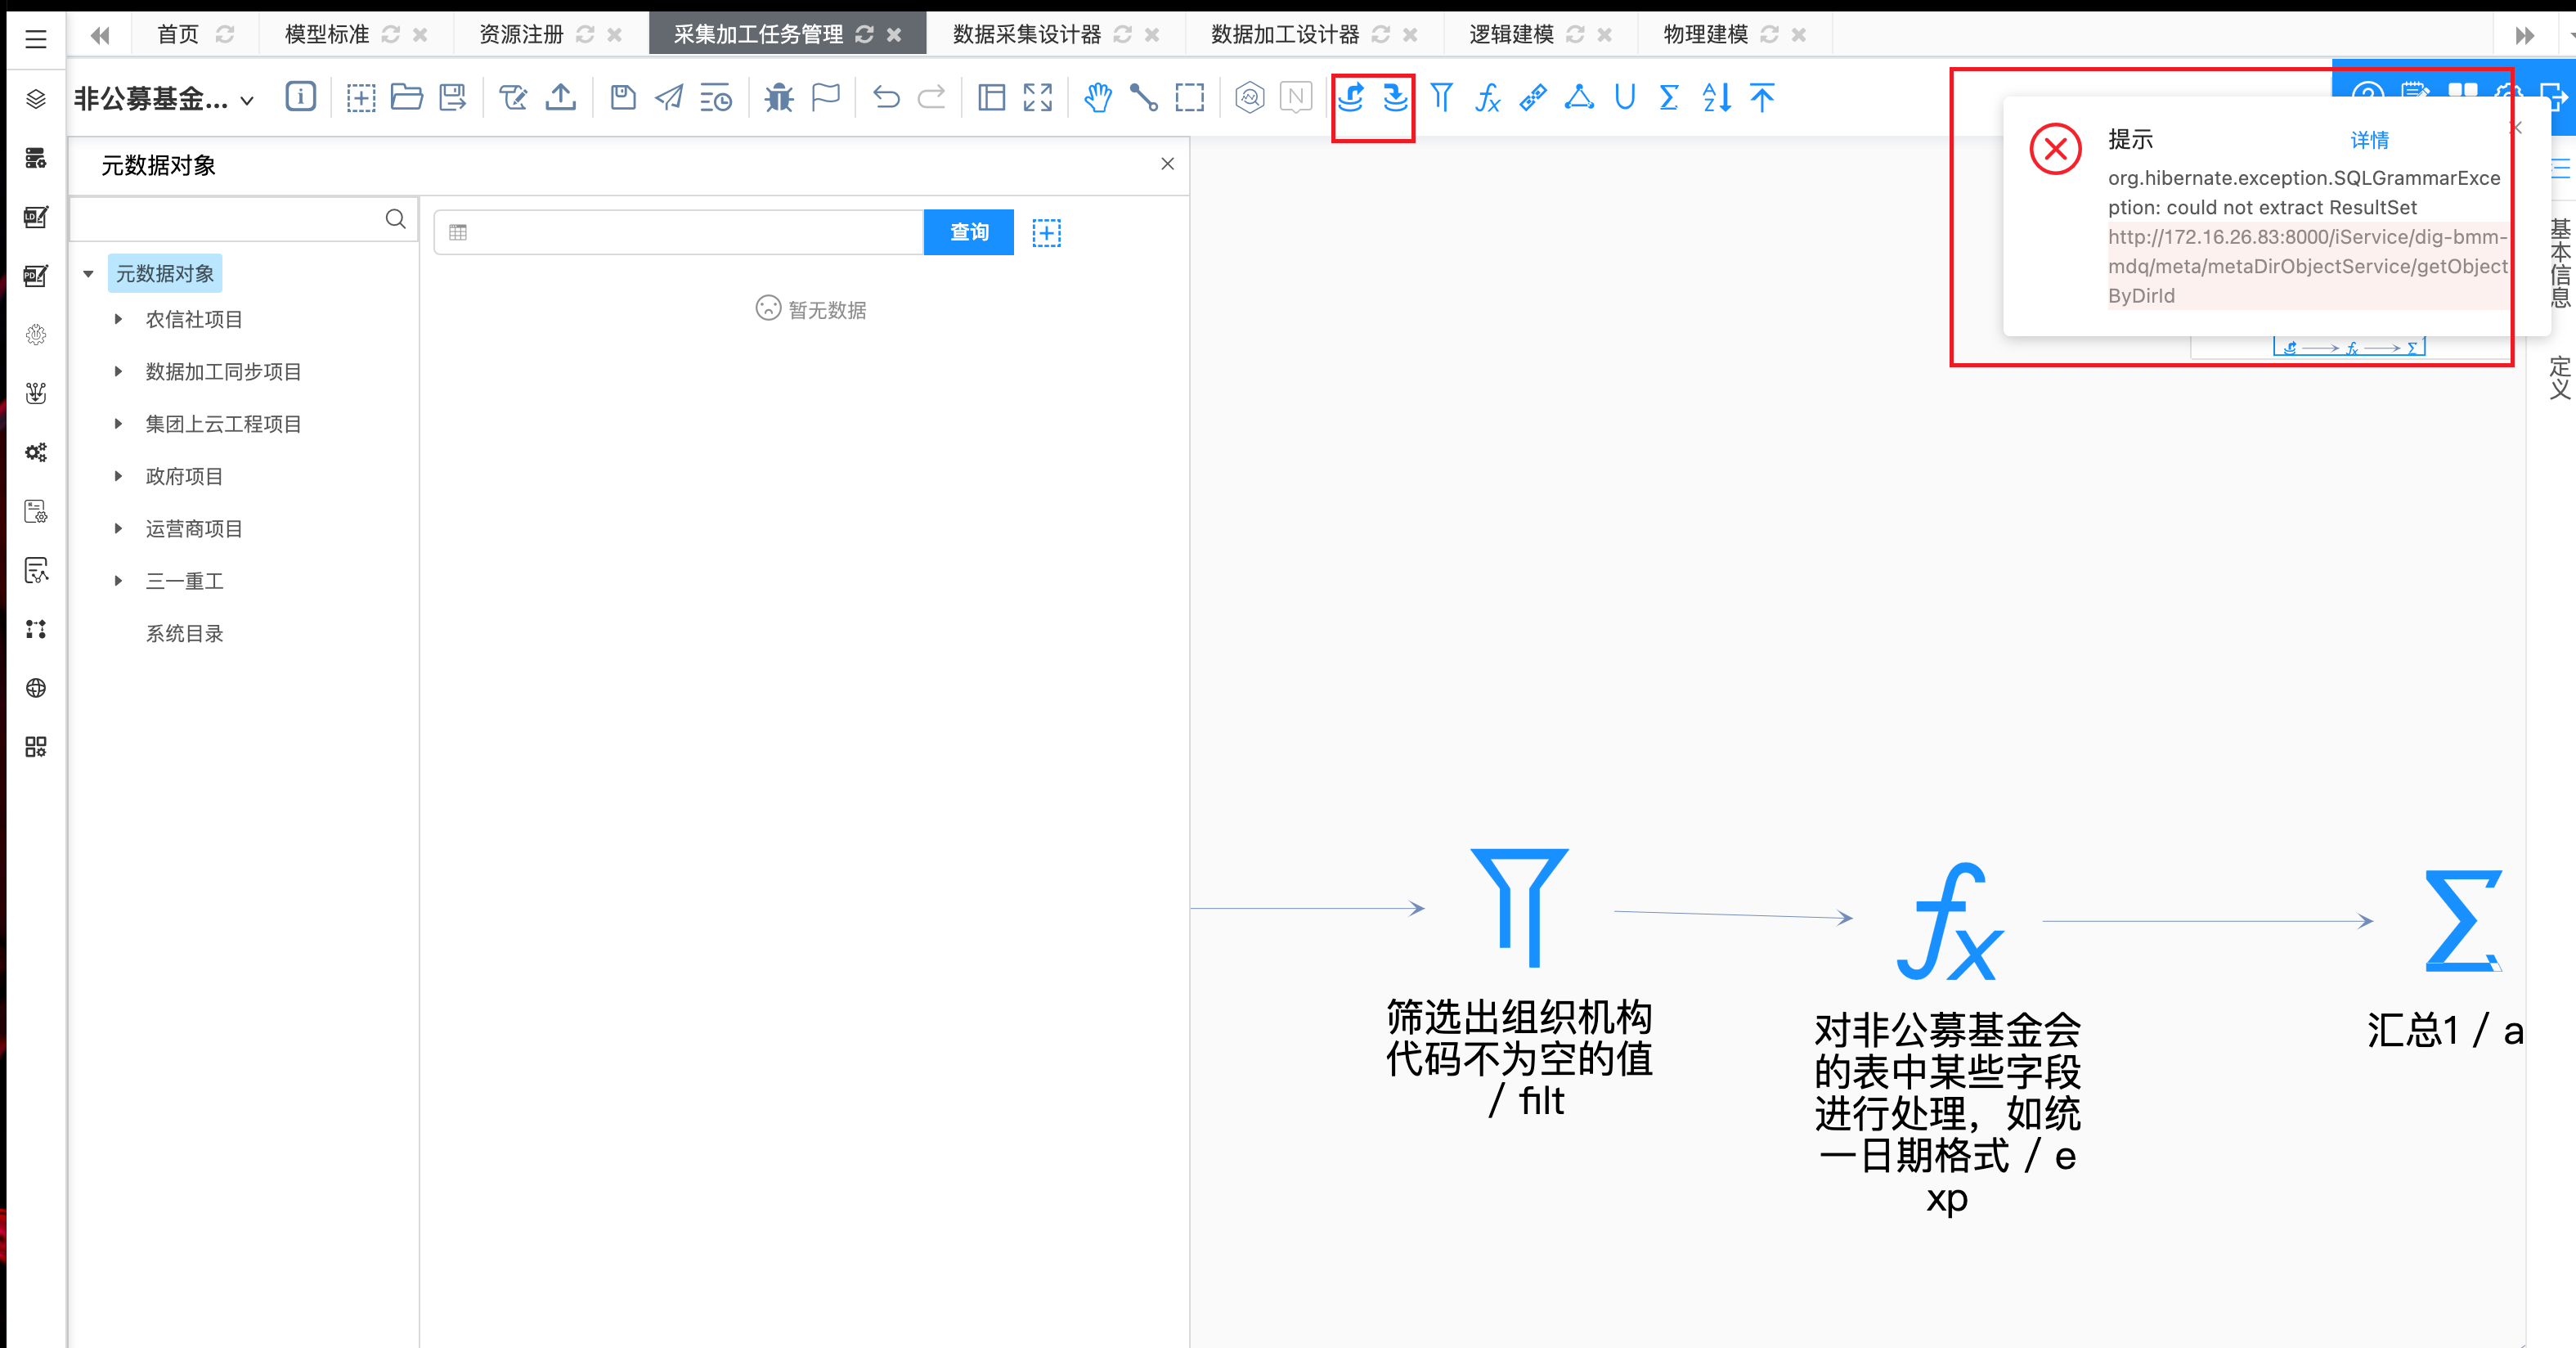 首页
模型标准
资源注册
采集加工任务管理
数据采集设计器
数据加工设计器
逻辑建模
物理建模
非公募基金...
元数据对象
查询
元数据对象
农信社项目
数据加工同步项目
集团上云工程项目
政府项目
运营商项目
三一重工
系统目录
暂无数据
提示
详情
org.hibernate.exception.SQLGrammarExce
ption: could not extract ResultSet
http://172.16.26.83:8000/iService/dig-bmm-
mdq/meta/metaDirObjectService/getObject
ByDirId
基本信息
定义
筛选出组织机构
代码不为空的值
/ filt
对非公募基金会
的表中某些字段
进行处理，如统
一日期格式 / e
xp
汇总1 / a